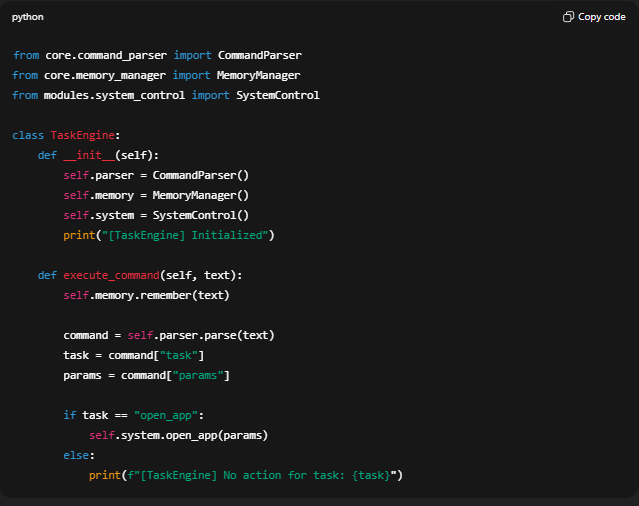 python
Copy code
from core.command_parser import CommandParser
from core.memory_manager import MemoryManager
from modules.system_control import SystemControl
class TaskEngine:
    def __init__(self):
        self.parser = CommandParser()
        self.memory = MemoryManager()
        self.system = SystemControl()
        print("[TaskEngine] Initialized")
    def execute_command(self, text):
        self.memory.remember(text)
        command = self.parser.parse(text)
        task = command["task"]
        params = command["params"]
        if task == "open_app":
            self.system.open_app(params)
        else:
            print(f"[TaskEngine] No action for task: {task}")